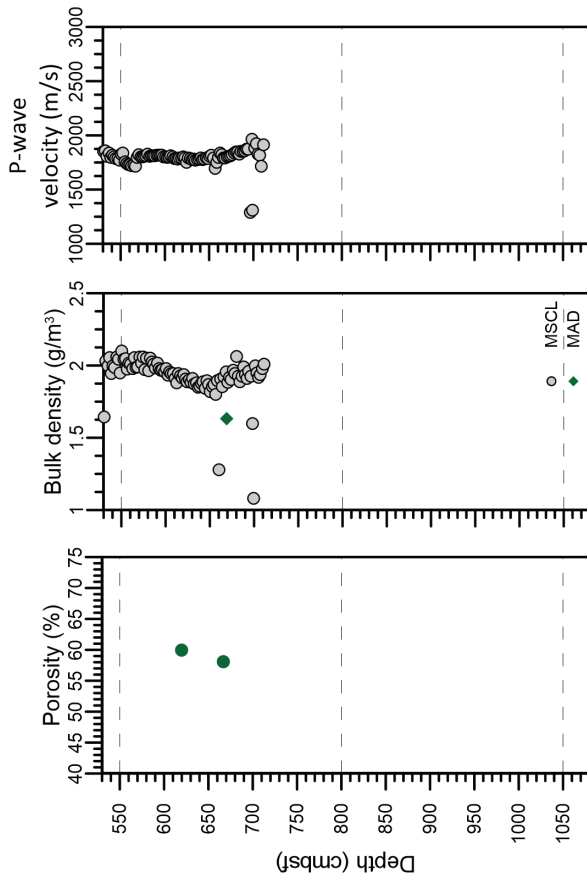 Porosity (%)
40 45 50 55 60 65 70 75
Bulk density (g/m³)
1 1.5 2 2.5
P-wave
velocity (m/s)
1000 1500 2000 2500 3000
Depth (cmbsf)
550
600
650
700
750
800
850
900
950
1000
1050
MSCL
MAD